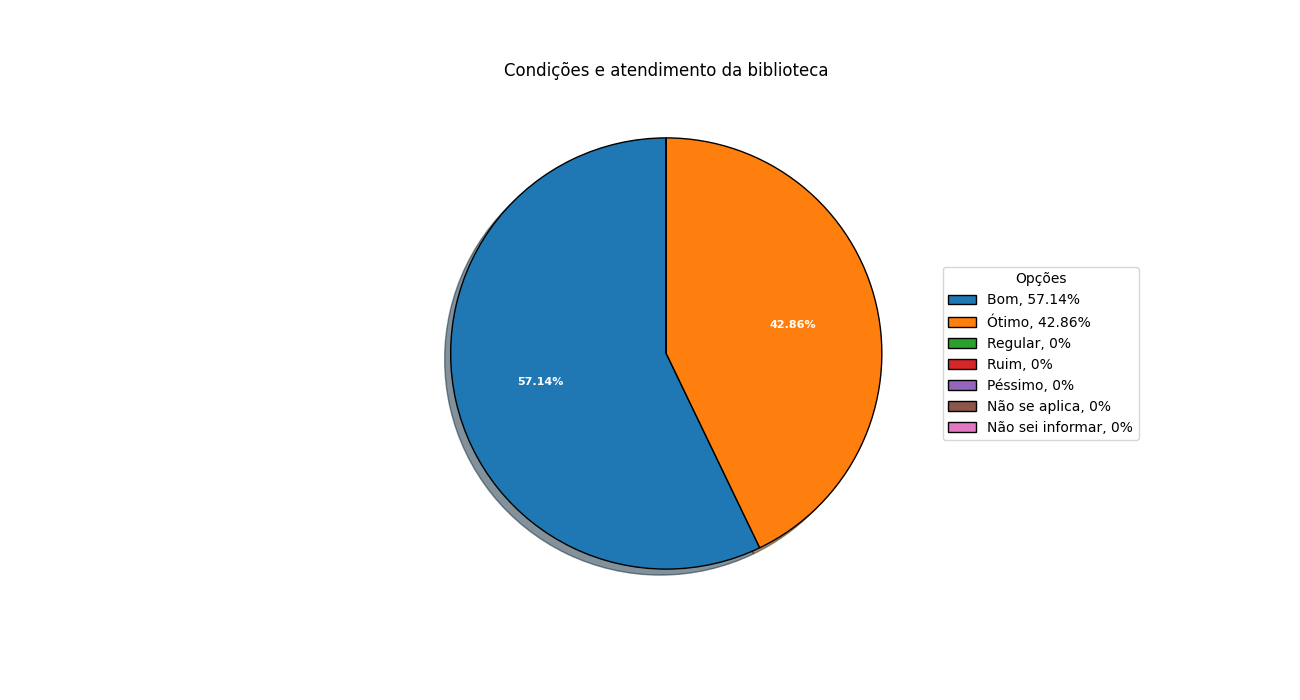 Condições e atendimento da biblioteca
42.86%
57.14%
Opções
Bom, 57.14%
Ótimo, 42.86%
Regular, 0%
Ruim, 0%
Péssimo, 0%
Não se aplica, 0%
Não sei informar, 0%